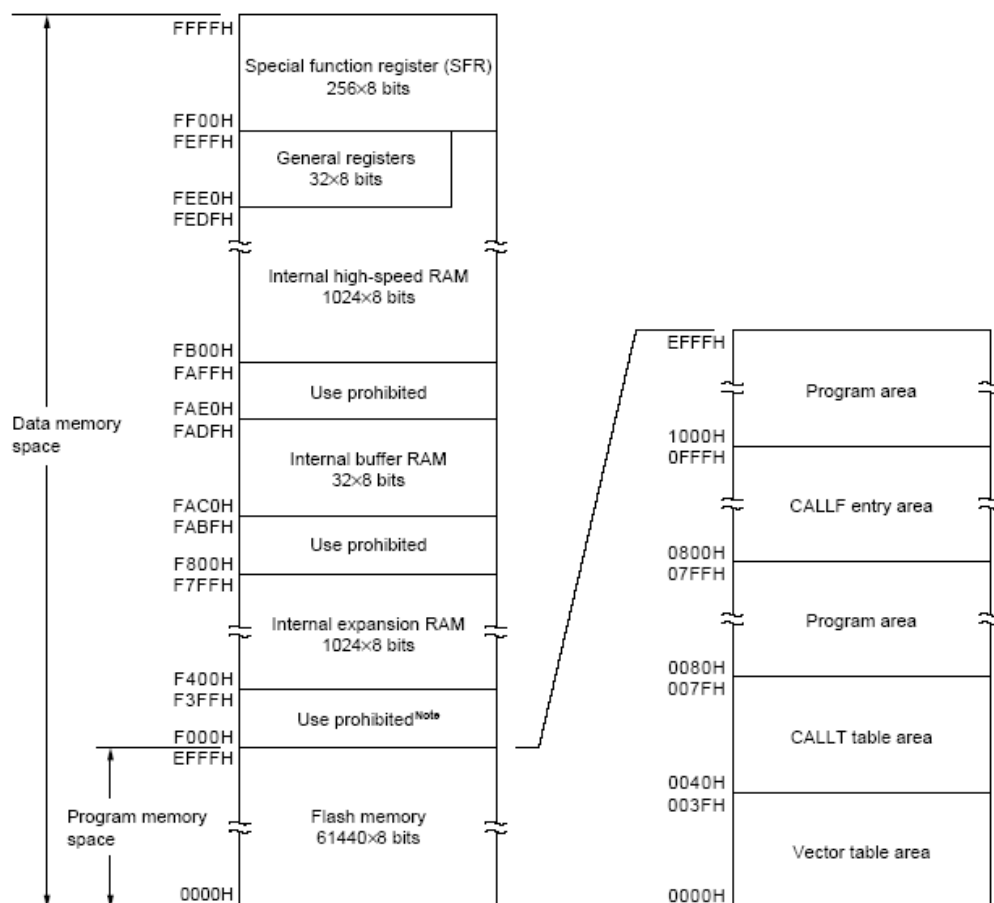 FFFFH
Special function register (SFR)
256×8 bits
FF00H
FEFFH
General registers
32×8 bits
FEE0H
FEDFH
Internal high-speed RAM
1024×8 bits
FB00H
FAFFH
Use prohibited
FAE0H
FADFH
Data memory
space
Internal buffer RAM
32×8 bits
FAC0H
FABFH
Use prohibited
F800H
F7FFH
Internal expansion RAM
1024×8 bits
F400H
F3FFH
Use prohibitedNote
F000H
EFFFH
Program memory
space
Flash memory
61440×8 bits
0000H
EFFFH
Program area
1000H
0FFFH
CALLF entry area
0800H
07FFH
Program area
0080H
007FH
CALLT table area
0040H
003FH
Vector table area
0000H